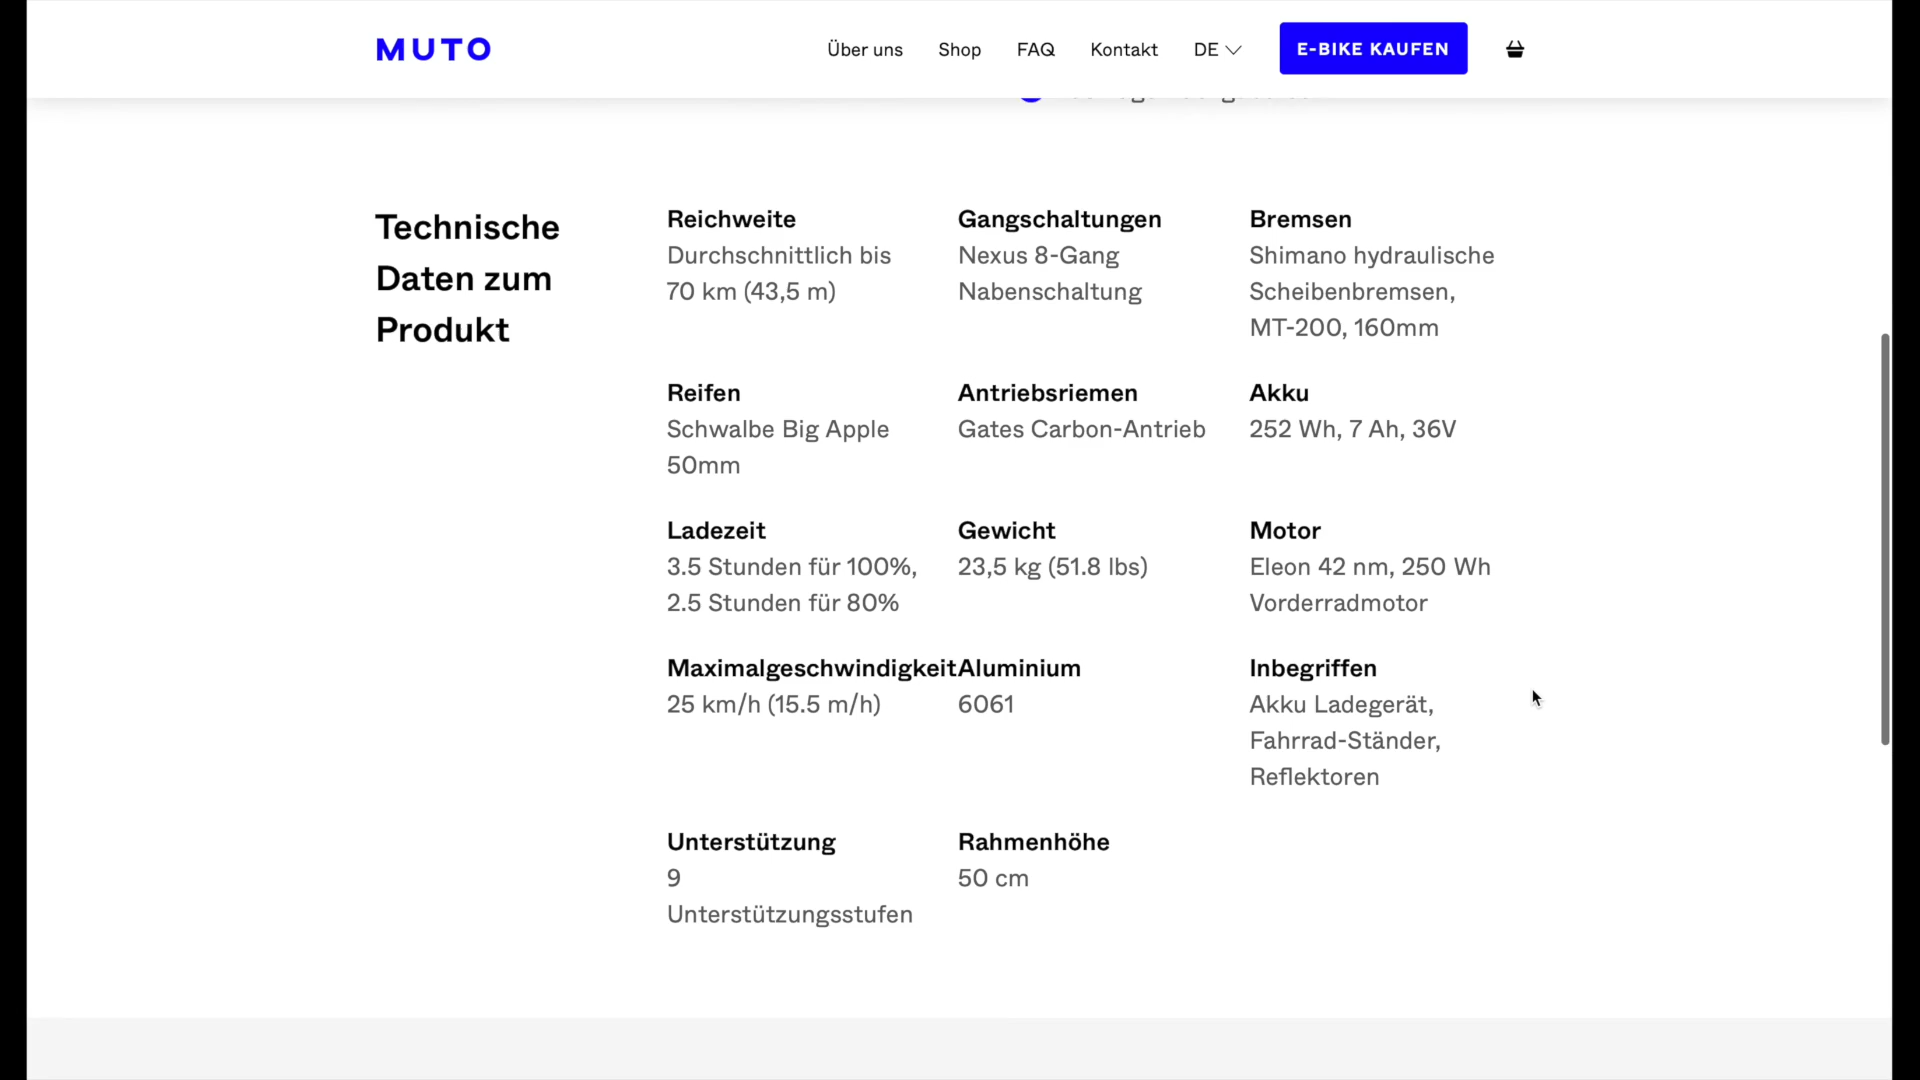 MUTO
Über uns
Shop
FAQ
Kontakt
DE
E-BIKE KAUFEN
Technische
Daten zum
Produkt
Reichweite
Durchschnittlich bis
70 km (43,5 m)
Gangschaltungen
Nexus 8-Gang
Nabenschaltung
Bremsen
Shimano hydraulische
Scheibenbremsen,
MT-200, 160mm
Reifen
Schwalbe Big Apple
50mm
Antriebsriemen
Gates Carbon-Antrieb
Akku
252 Wh, 7 Ah, 36V
Ladezeit
3.5 Stunden für 100%,
2.5 Stunden für 80%
Gewicht
23,5 kg (51.8 lbs)
Motor
Eleon 42 nm, 250 Wh
Vorderradmotor
Maximalgeschwindigkeit
25 km/h (15.5 m/h)
Aluminium
6061
Inbegriffen
Akku Ladegerät,
Fahrrad-Ständer,
Reflektoren
Unterstützung
9
Unterstützungsstufen
Rahmenhöhe
50 cm